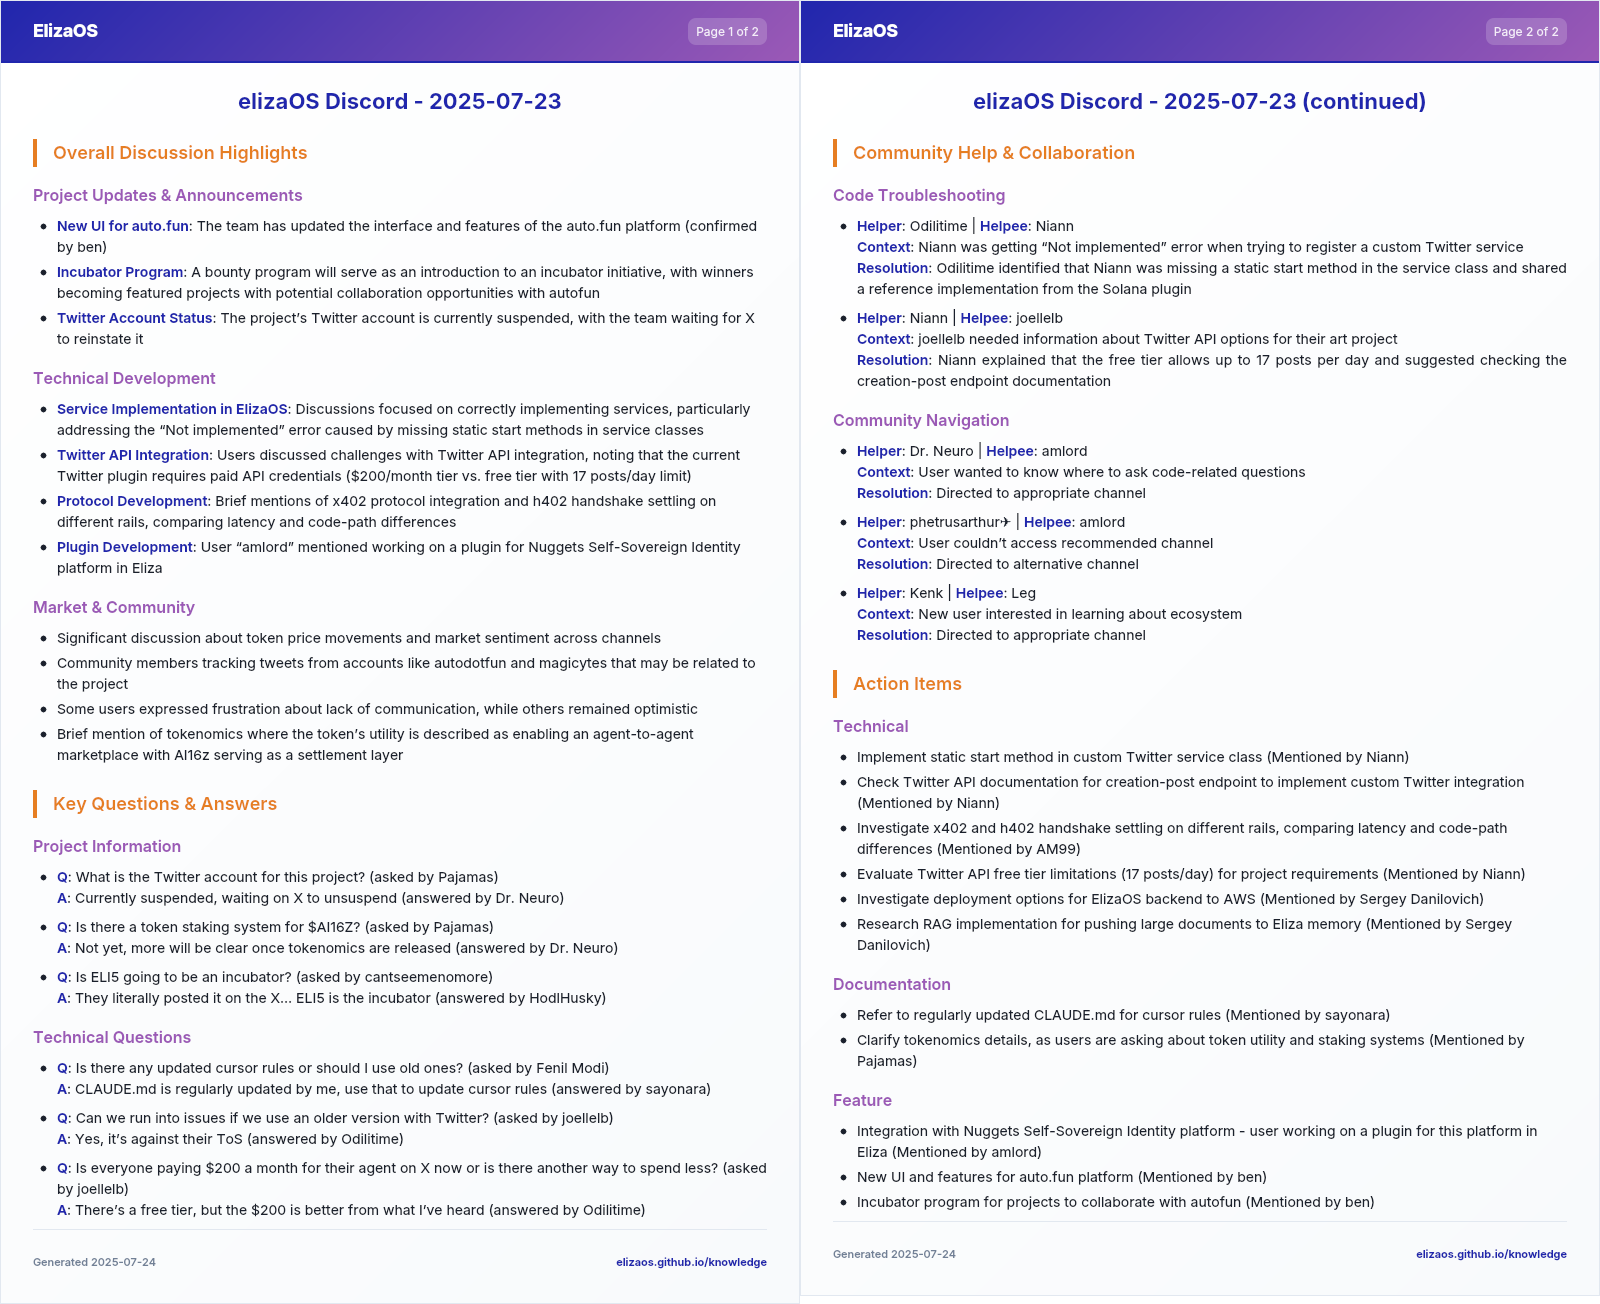 ElizaOS
Page 1 of 2
elizaOS Discord - 2025-07-23
Overall Discussion Highlights
Project Updates & Announcements
• New UI for auto.fun: The team has updated the interface and features of the auto.fun platform (confirmed
by ben)
• Incubator Program: A bounty program will serve as an introduction to an incubator initiative, with winners
becoming featured projects with potential collaboration opportunities with autofun
• Twitter Account Status: The project’s Twitter account is currently suspended, with the team waiting for X
to reinstate it
Technical Development
• Service Implementation in ElizaOS: Discussions focused on correctly implementing services, particularly
addressing the “Not implemented” error caused by missing static start methods in service classes
• Twitter API Integration: Users discussed challenges with Twitter API integration, noting that the current
Twitter plugin requires paid API credentials ($200/month tier vs. free tier with 17 posts/day limit)
• Protocol Development: Brief mentions of x402 protocol integration and h402 handshake settling on
different rails, comparing latency and code-path differences
• Plugin Development: User “amlord” mentioned working on a plugin for Nuggets Self-Sovereign Identity
platform in Eliza
Market & Community
• Significant discussion about token price movements and market sentiment across channels
• Community members tracking tweets from accounts like autodotfun and magicytes that may be related to
the project
• Some users expressed frustration about lack of communication, while others remained optimistic
• Brief mention of tokenomics where the token’s utility is described as enabling an agent-to-agent
marketplace with AI16z serving as a settlement layer
Key Questions & Answers
Project Information
• Q: What is the Twitter account for this project? (asked by Pajamas)
A: Currently suspended, waiting on X to unsuspend (answered by Dr. Neuro)
• Q: Is there a token staking system for $AI16Z? (asked by Pajamas)
A: Not yet, more will be clear once tokenomics are released (answered by Dr. Neuro)
• Q: Is ELI5 going to be an incubator? (asked by cantseemenomore)
A: They literally posted it on the X... ELI5 is the incubator (answered by HodlHusky)
Technical Questions
• Q: Is there any updated cursor rules or should I use old ones? (asked by Fenil Modi)
A: CLAUDE.md is regularly updated by me, use that to update cursor rules (answered by sayonara)
• Q: Can we run into issues if we use an older version with Twitter? (asked by joellelb)
A: Yes, it’s against their ToS (answered by Odilitime)
• Q: Is everyone paying $200 a month for their agent on X now or is there another way to spend less? (asked
by joellelb)
A: There’s a free tier, but the $200 is better from what I’ve heard (answered by Odilitime)
Generated 2025-07-24
elizaos.github.io/knowledge
ElizaOS
Page 2 of 2
elizaOS Discord - 2025-07-23 (continued)
Community Help & Collaboration
Code Troubleshooting
• Helper: Odilitime | Helpee: Niann
Context: Niann was getting “Not implemented” error when trying to register a custom Twitter service
Resolution: Odilitime identified that Niann was missing a static start method in the service class and shared
a reference implementation from the Solana plugin
• Helper: Niann | Helpee: joellelb
Context: joellelb needed information about Twitter API options for their art project
Resolution: Niann explained that the free tier allows up to 17 posts per day and suggested checking the
creation-post endpoint documentation
Community Navigation
• Helper: Dr. Neuro | Helpee: amlord
Context: User wanted to know where to ask code-related questions
Resolution: Directed to appropriate channel
• Helper: phetrusarthur✈ | Helpee: amlord
Context: User couldn’t access recommended channel
Resolution: Directed to alternative channel
• Helper: Kenk | Helpee: Leg
Context: New user interested in learning about ecosystem
Resolution: Directed to appropriate channel
Action Items
Technical
• Implement static start method in custom Twitter service class (Mentioned by Niann)
• Check Twitter API documentation for creation-post endpoint to implement custom Twitter integration
(Mentioned by Niann)
• Investigate x402 and h402 handshake settling on different rails, comparing latency and code-path
differences (Mentioned by AM99)
• Evaluate Twitter API free tier limitations (17 posts/day) for project requirements (Mentioned by Niann)
• Investigate deployment options for ElizaOS backend to AWS (Mentioned by Sergey Danilovich)
• Research RAG implementation for pushing large documents to Eliza memory (Mentioned by Sergey
Danilovich)
Documentation
• Refer to regularly updated CLAUDE.md for cursor rules (Mentioned by sayonara)
• Clarify tokenomics details, as users are asking about token utility and staking systems (Mentioned by
Pajamas)
Feature
• Integration with Nuggets Self-Sovereign Identity platform - user working on a plugin for this platform in
Eliza (Mentioned by amlord)
• New UI and features for auto.fun platform (Mentioned by ben)
• Incubator program for projects to collaborate with autofun (Mentioned by ben)
Generated 2025-07-24
elizaos.github.io/knowledge